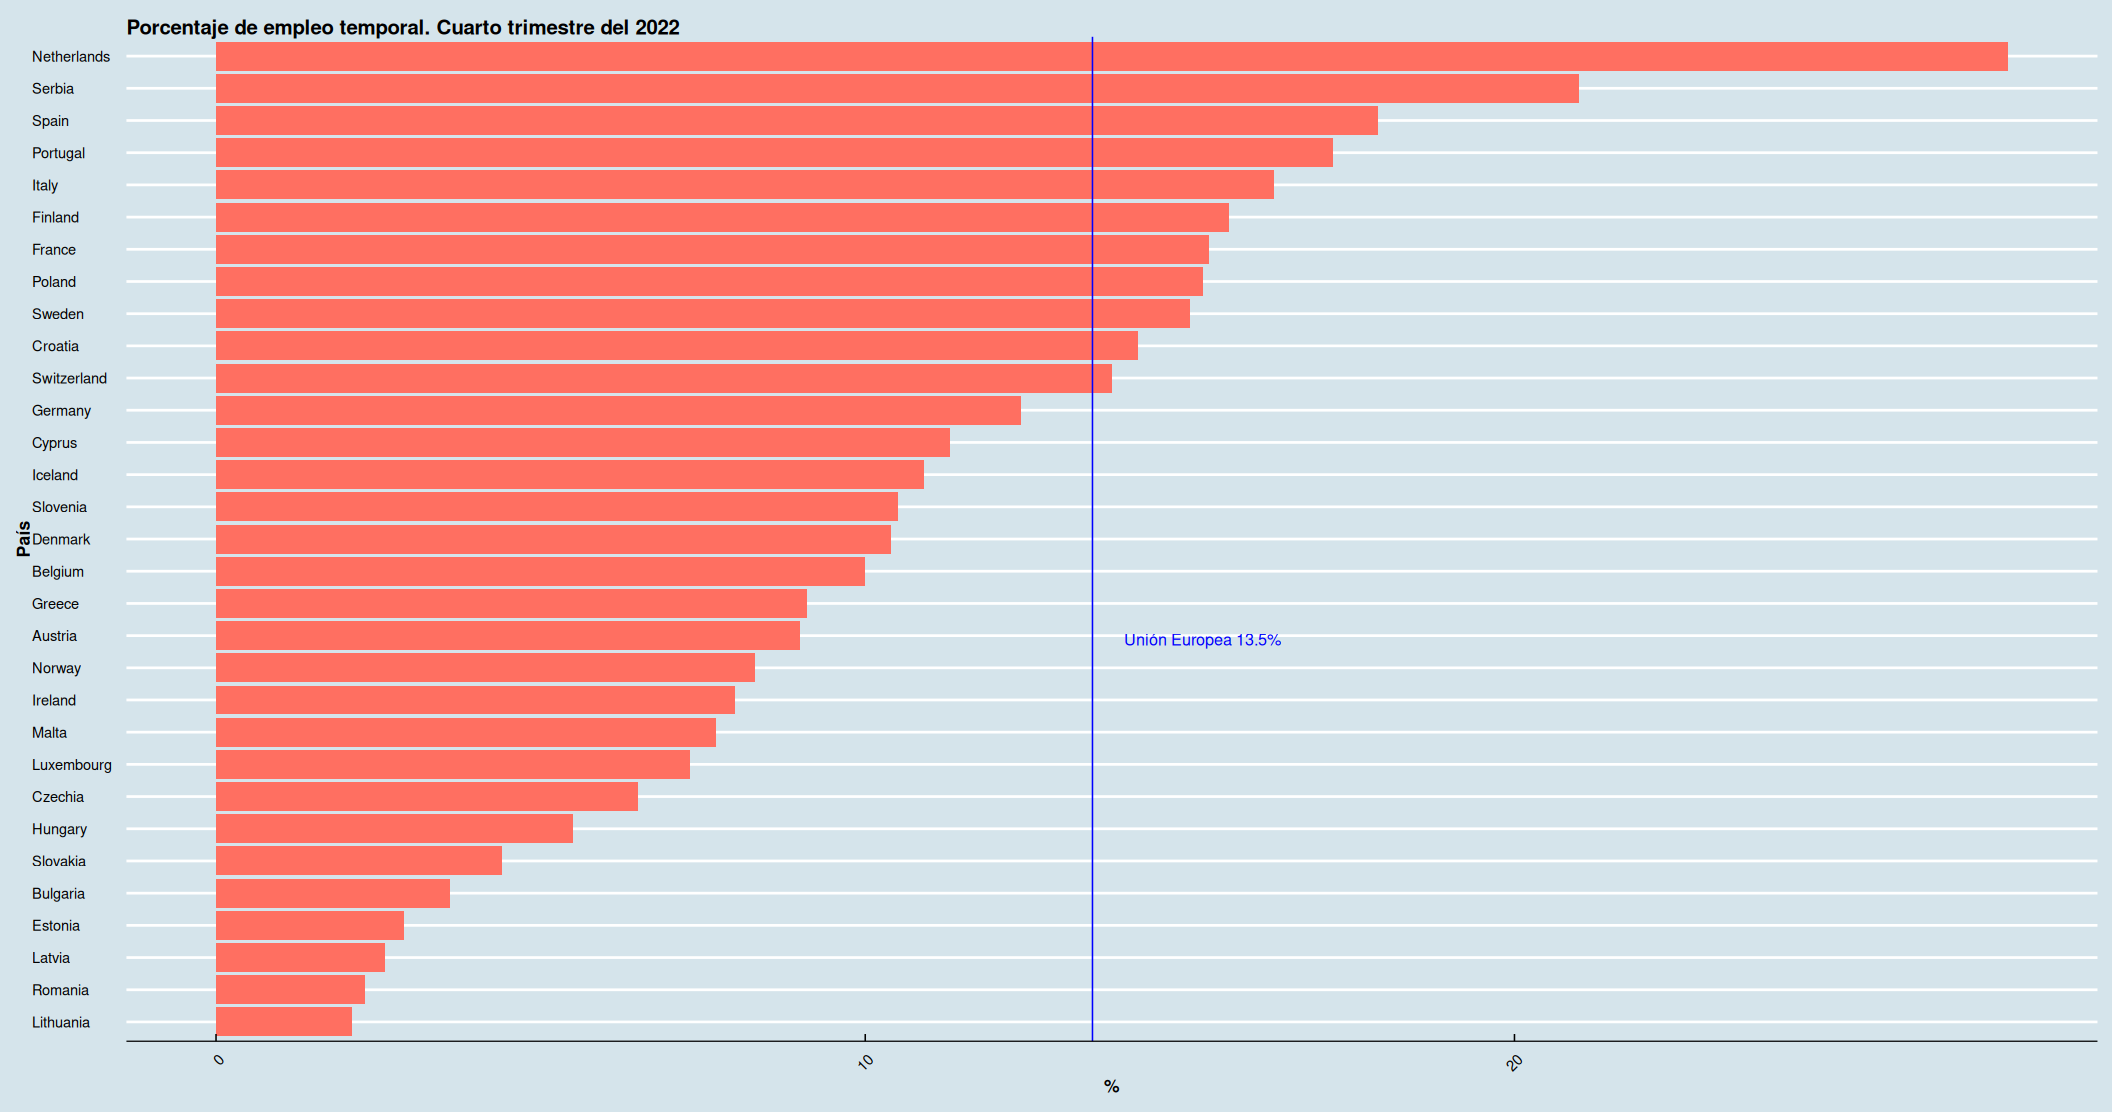 Porcentaje de empleo temporal. Cuarto trimestre del 2022
Netherlands
Serbia
Spain
Portugal
Italy
Finland
France
Poland
Sweden
Croatia
Switzerland
Germany
Cyprus
Iceland
Slovenia
Denmark
Belgium
Greece
Austria
Norway
Ireland
Malta
Luxembourg
Czechia
Hungary
Slovakia
Bulgaria
Estonia
Latvia
Romania
Lithuania
País
Unión Europea 13.5%
0
10
20
%